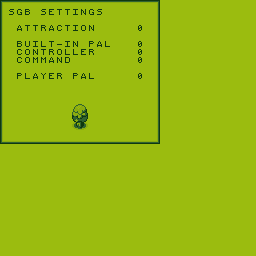 SGB SETTINGS
ATTRACTION 0
BUILT-IN PAL 0
CONTROLLER 0
COMMAND 0
PLAYER PAL 0